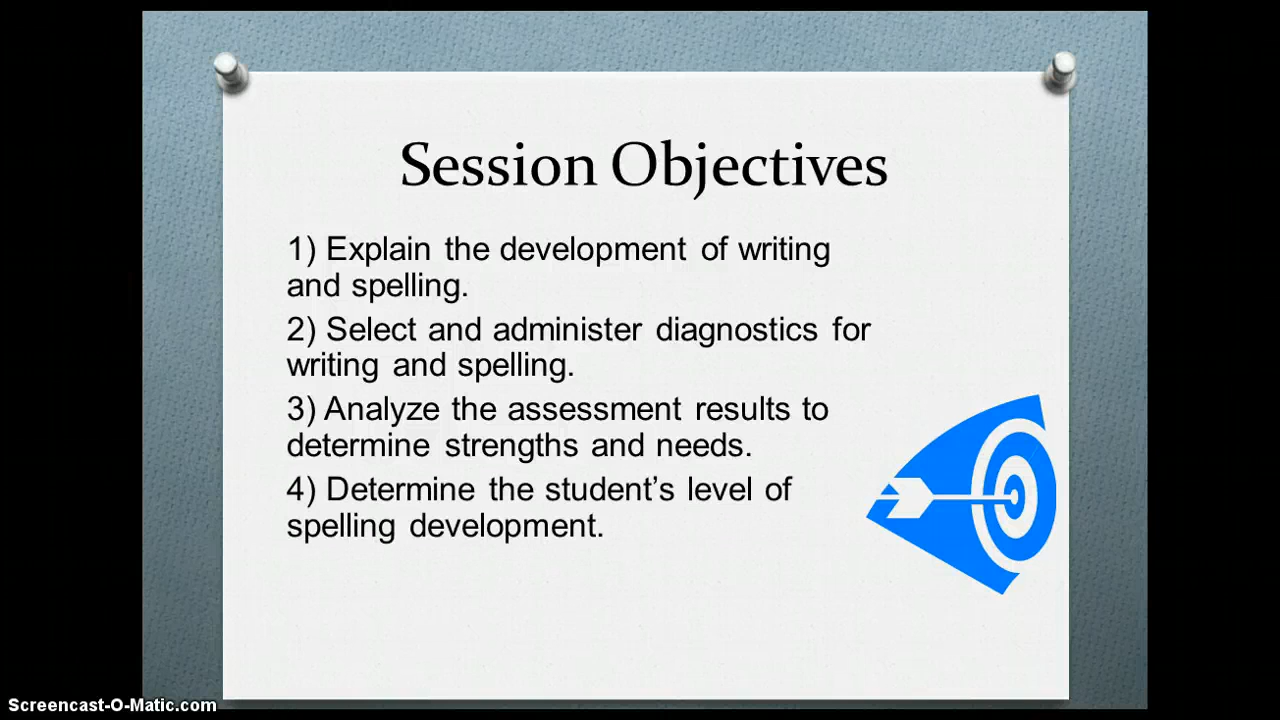 Session Objectives
1) Explain the development of writing
and spelling.
2) Select and administer diagnostics for
writing and spelling.
3) Analyze the assessment results to
determine strengths and needs.
4) Determine the student’s level of
spelling development.
Screencast-O-Matic.com